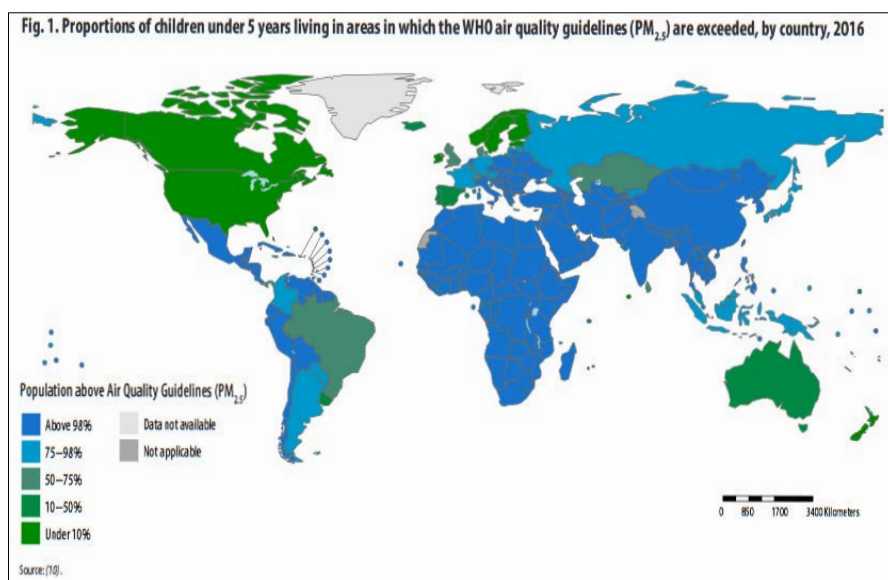 Fig. 1. Proportions of children under 5 years living in areas in which the WHO air quality guidelines (PM2.5) are exceeded, by country, 2016
Population above Air Quality Guidelines (PM2.5)
Above 98%
Data not available
75–98%
Not applicable
50–75%
10–50%
Under 10%
0 850 1700 3400 Kilometers
Source: (10).